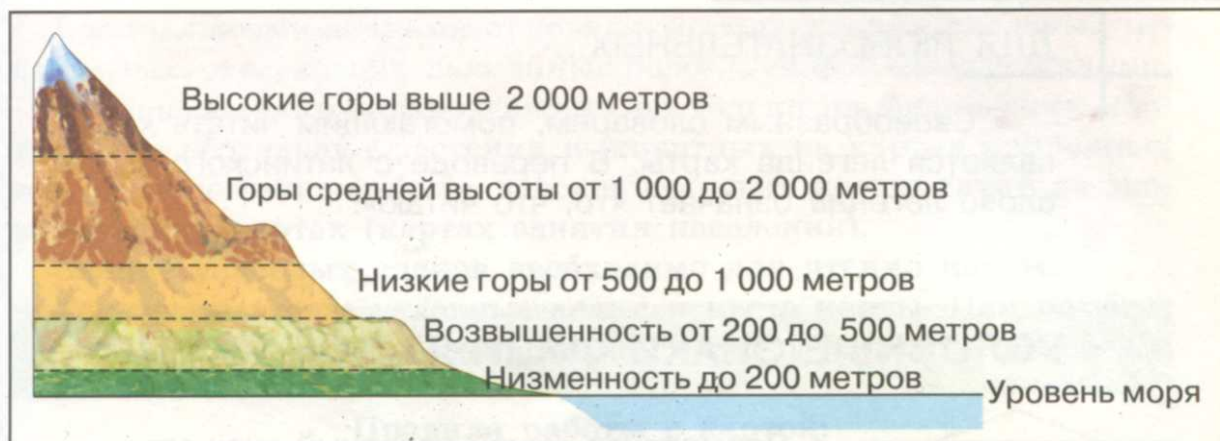 Высокие горы выше 2 000 метров
Горы средней высоты от 1 000 до 2 000 метров
Низкие горы от 500 до 1 000 метров
Возвышенность от 200 до 500 метров
Низменность до 200 метров
Уровень моря